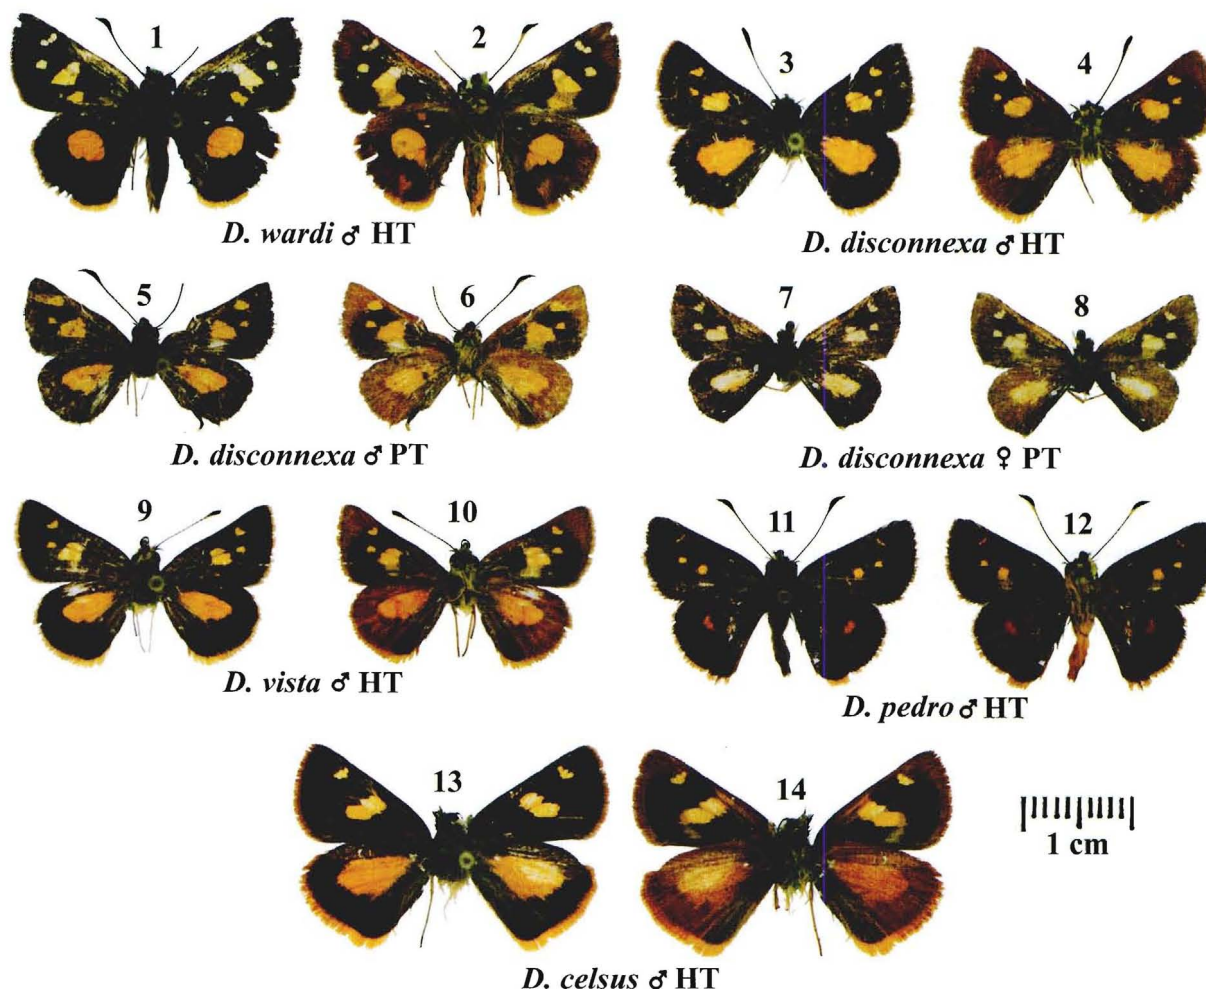 1 2 3 4
D. wardi ♂ HT
D. disconnexa ♂ HT
5 6 7 8
D. disconnexa ♂ PT
D. disconnexa ♀ PT
9 10 11 12
D. vista ♂ HT
D. pedro ♂ HT
13 14
1 cm
D. celsus ♂ HT